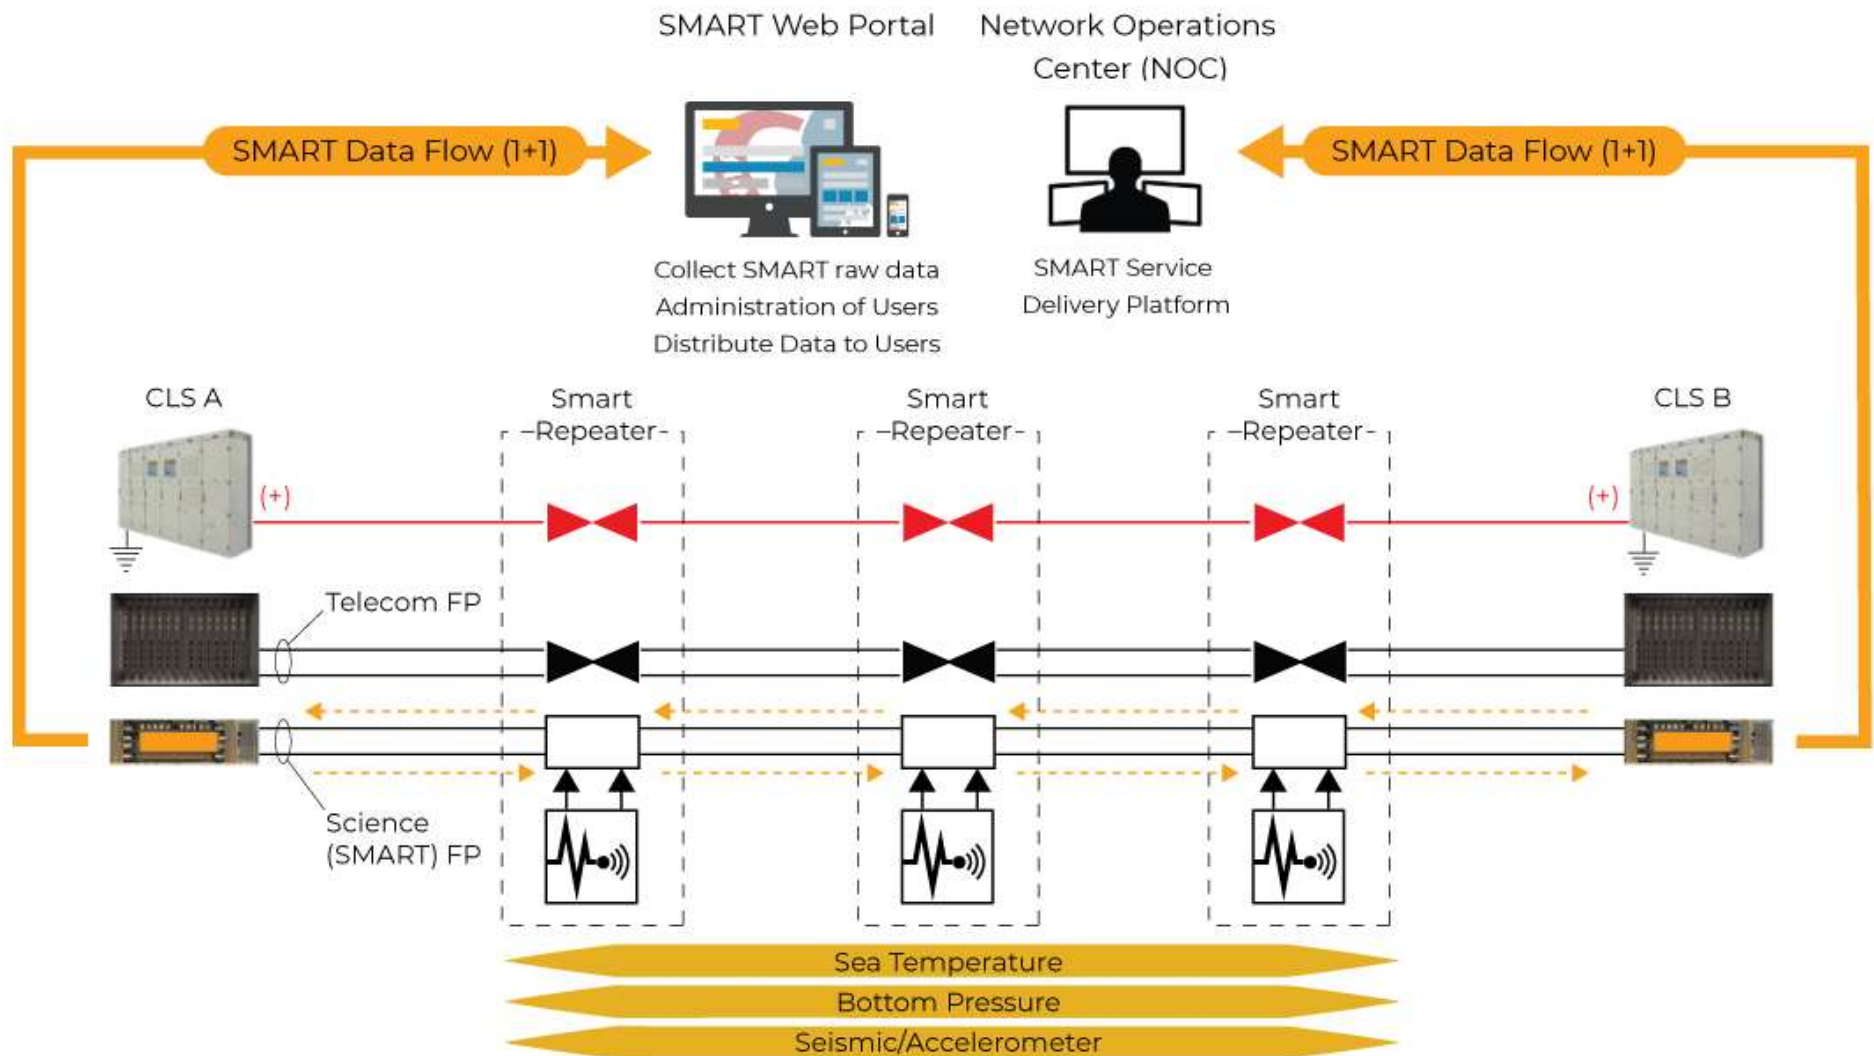 SMART Web Portal
Network Operations
Center (NOC)
SMART Data Flow (1+1)
SMART Data Flow (1+1)
Collect SMART raw data
Administration of Users
Distribute Data to Users
SMART Service
Delivery Platform
CLS A
Smart
Repeater
Smart
Repeater
Smart
Repeater
CLS B
(+)
(+)
Telecom FP
Science
(SMART) FP
Sea Temperature
Bottom Pressure
Seismic/Accelerometer